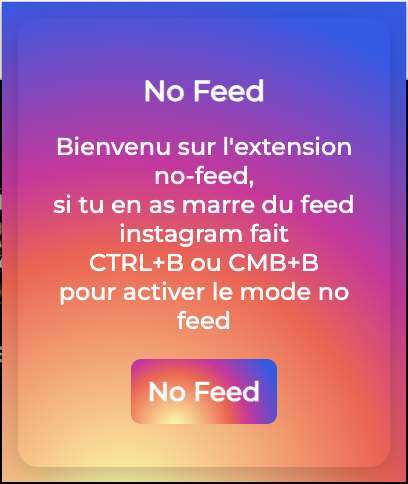 No Feed
Bienvenu sur l'extension
no-feed,
si tu en as marre du feed
instagram fait
CTRL+B ou CMB+B
pour activer le mode no
feed
No Feed